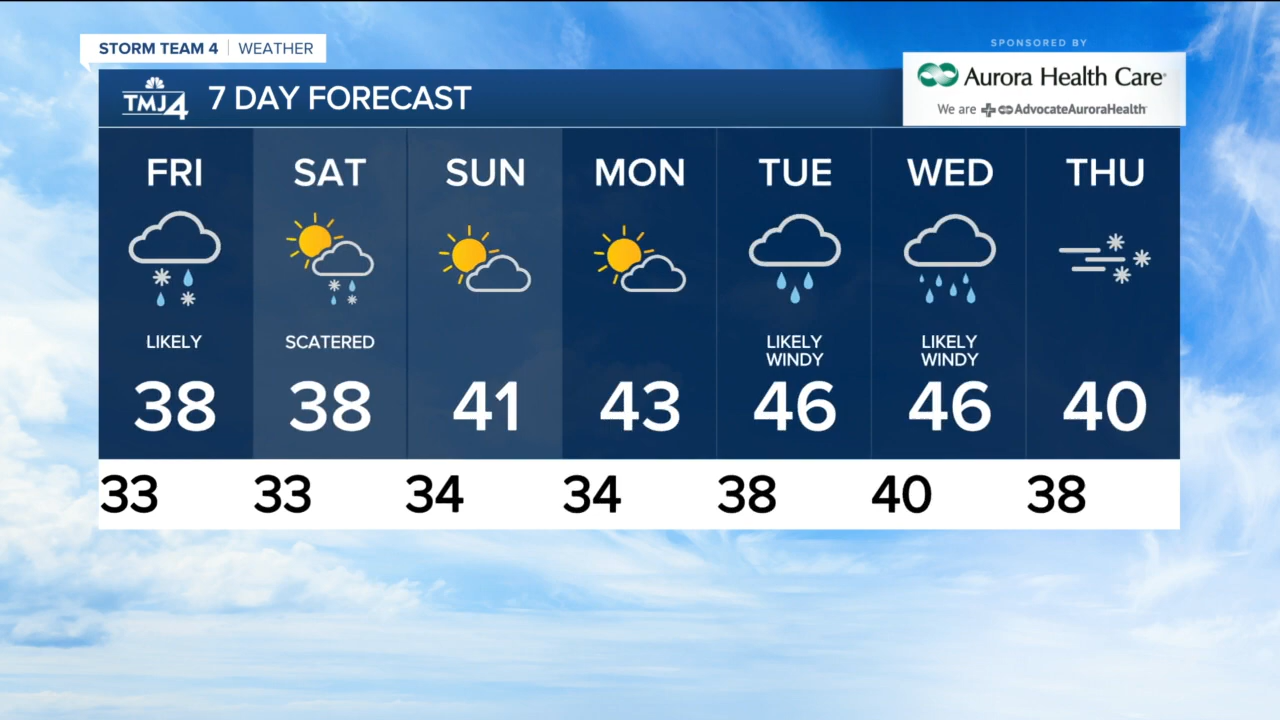 STORM TEAM 4 | WEATHER
SPONSORED BY
Aurora Health Care®
We are AdvocateAuroraHealth
TMJ4 7 DAY FORECAST
FRI SAT SUN MON TUE WED THU
LIKELY SCATERED LIKELY WINDY LIKELY WINDY
38 38 41 43 46 46 40
33 33 34 34 38 40 38